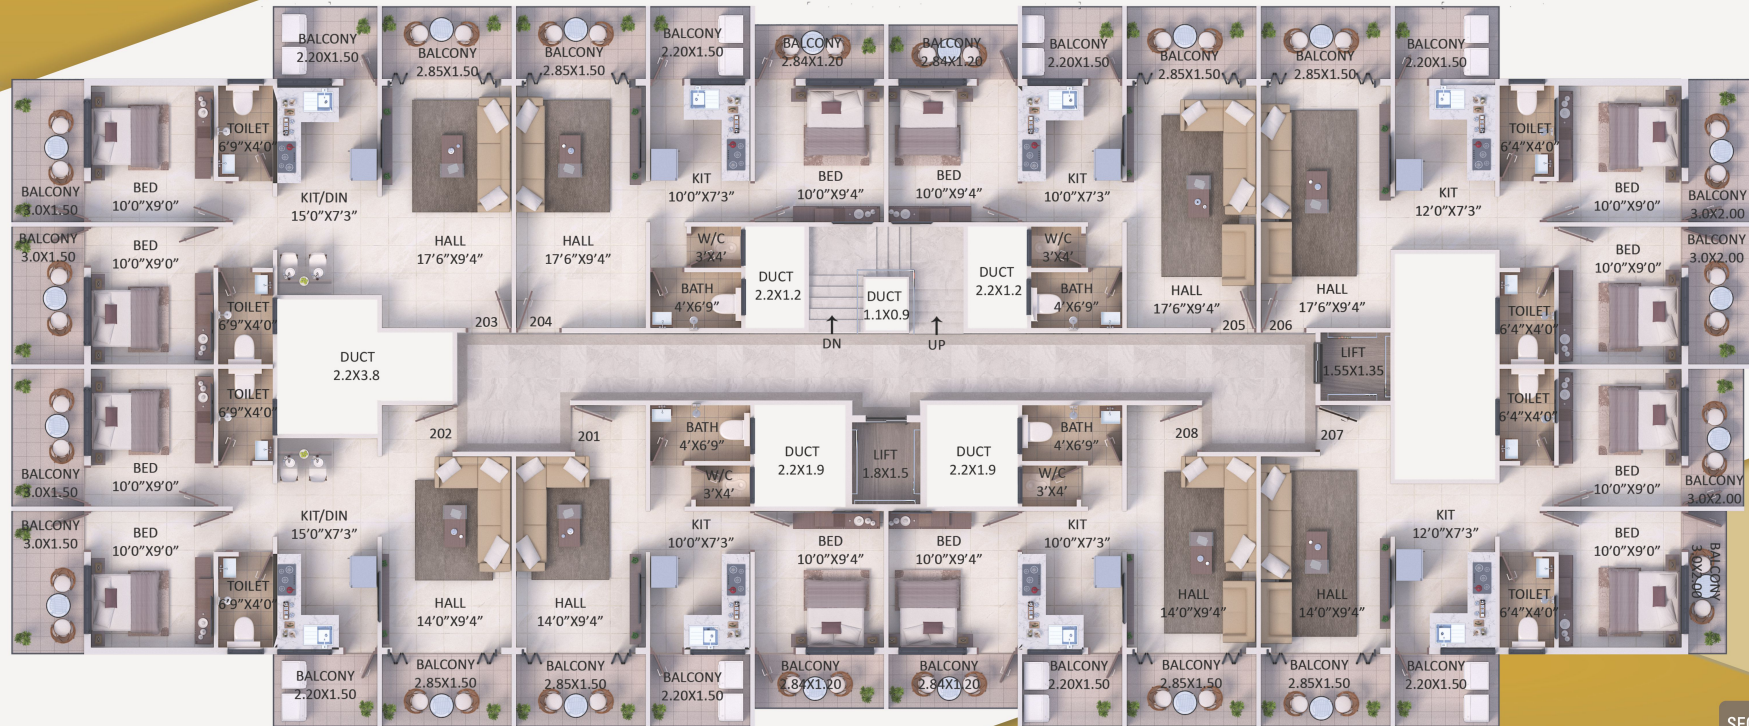 BALCONY
2.20X1.50
BALCONY
2.85X1.50
BALCONY
2.85X1.50
BALCONY
2.20X1.50
BALCONY
2.84X1.20
BALCONY
2.84X1.20
BALCONY
2.20X1.50
BALCONY
2.85X1.50
BALCONY
2.85X1.50
BALCONY
2.20X1.50
BALCONY
3.0X1.50
BED
10'0"X9'0"
TOILET
6'9"X4'0"
KIT/DIN
15'0"X7'3"
HALL
17'6"X9'4"
203
HALL
17'6"X9'4"
204
KIT
10'0"X7'3"
BED
10'0"X9'4"
BED
10'0"X9'4"
KIT
10'0"X7'3"
HALL
17'6"X9'4"
205
HALL
17'6"X9'4"
206
KIT
12'0"X7'3"
TOILET
6'4"X4'0"
BED
10'0"X9'0"
BALCONY
3.0X2.00
BALCONY
3.0X1.50
BED
10'0"X9'0"
TOILET
6'9"X4'0"
W/C
3'X4'
BATH
4'X6'9"
DUCT
2.2X1.2
DUCT
1.1X0.9
DN
UP
DUCT
2.2X1.2
W/C
3'X4'
BATH
4'X6'9"
TOILET
6'4"X4'0"
BED
10'0"X9'0"
BALCONY
3.0X2.00
DUCT
2.2X3.8
LIFT
1.55X1.35
BALCONY
3.0X1.50
BED
10'0"X9'0"
TOILET
6'9"X4'0"
202
201
BATH
4'X6'9"
W/C
3'X4'
DUCT
2.2X1.9
LIFT
1.8X1.5
DUCT
2.2X1.9
BATH
4'X6'9"
W/C
3'X4'
208
207
TOILET
6'4"X4'0"
BED
10'0"X9'0"
BALCONY
3.0X2.00
BALCONY
3.0X1.50
BED
10'0"X9'0"
TOILET
6'9"X4'0"
KIT/DIN
15'0"X7'3"
HALL
14'0"X9'4"
HALL
14'0"X9'4"
KIT
10'0"X7'3"
BED
10'0"X9'4"
BED
10'0"X9'4"
KIT
10'0"X7'3"
HALL
14'0"X9'4"
HALL
14'0"X9'4"
KIT
12'0"X7'3"
TOILET
6'4"X4'0"
BED
10'0"X9'0"
BALCONY
3.0X2.00
BALCONY
2.20X1.50
BALCONY
2.85X1.50
BALCONY
2.85X1.50
BALCONY
2.20X1.50
BALCONY
2.84X1.20
BALCONY
2.84X1.20
BALCONY
2.20X1.50
BALCONY
2.85X1.50
BALCONY
2.85X1.50
BALCONY
2.20X1.50